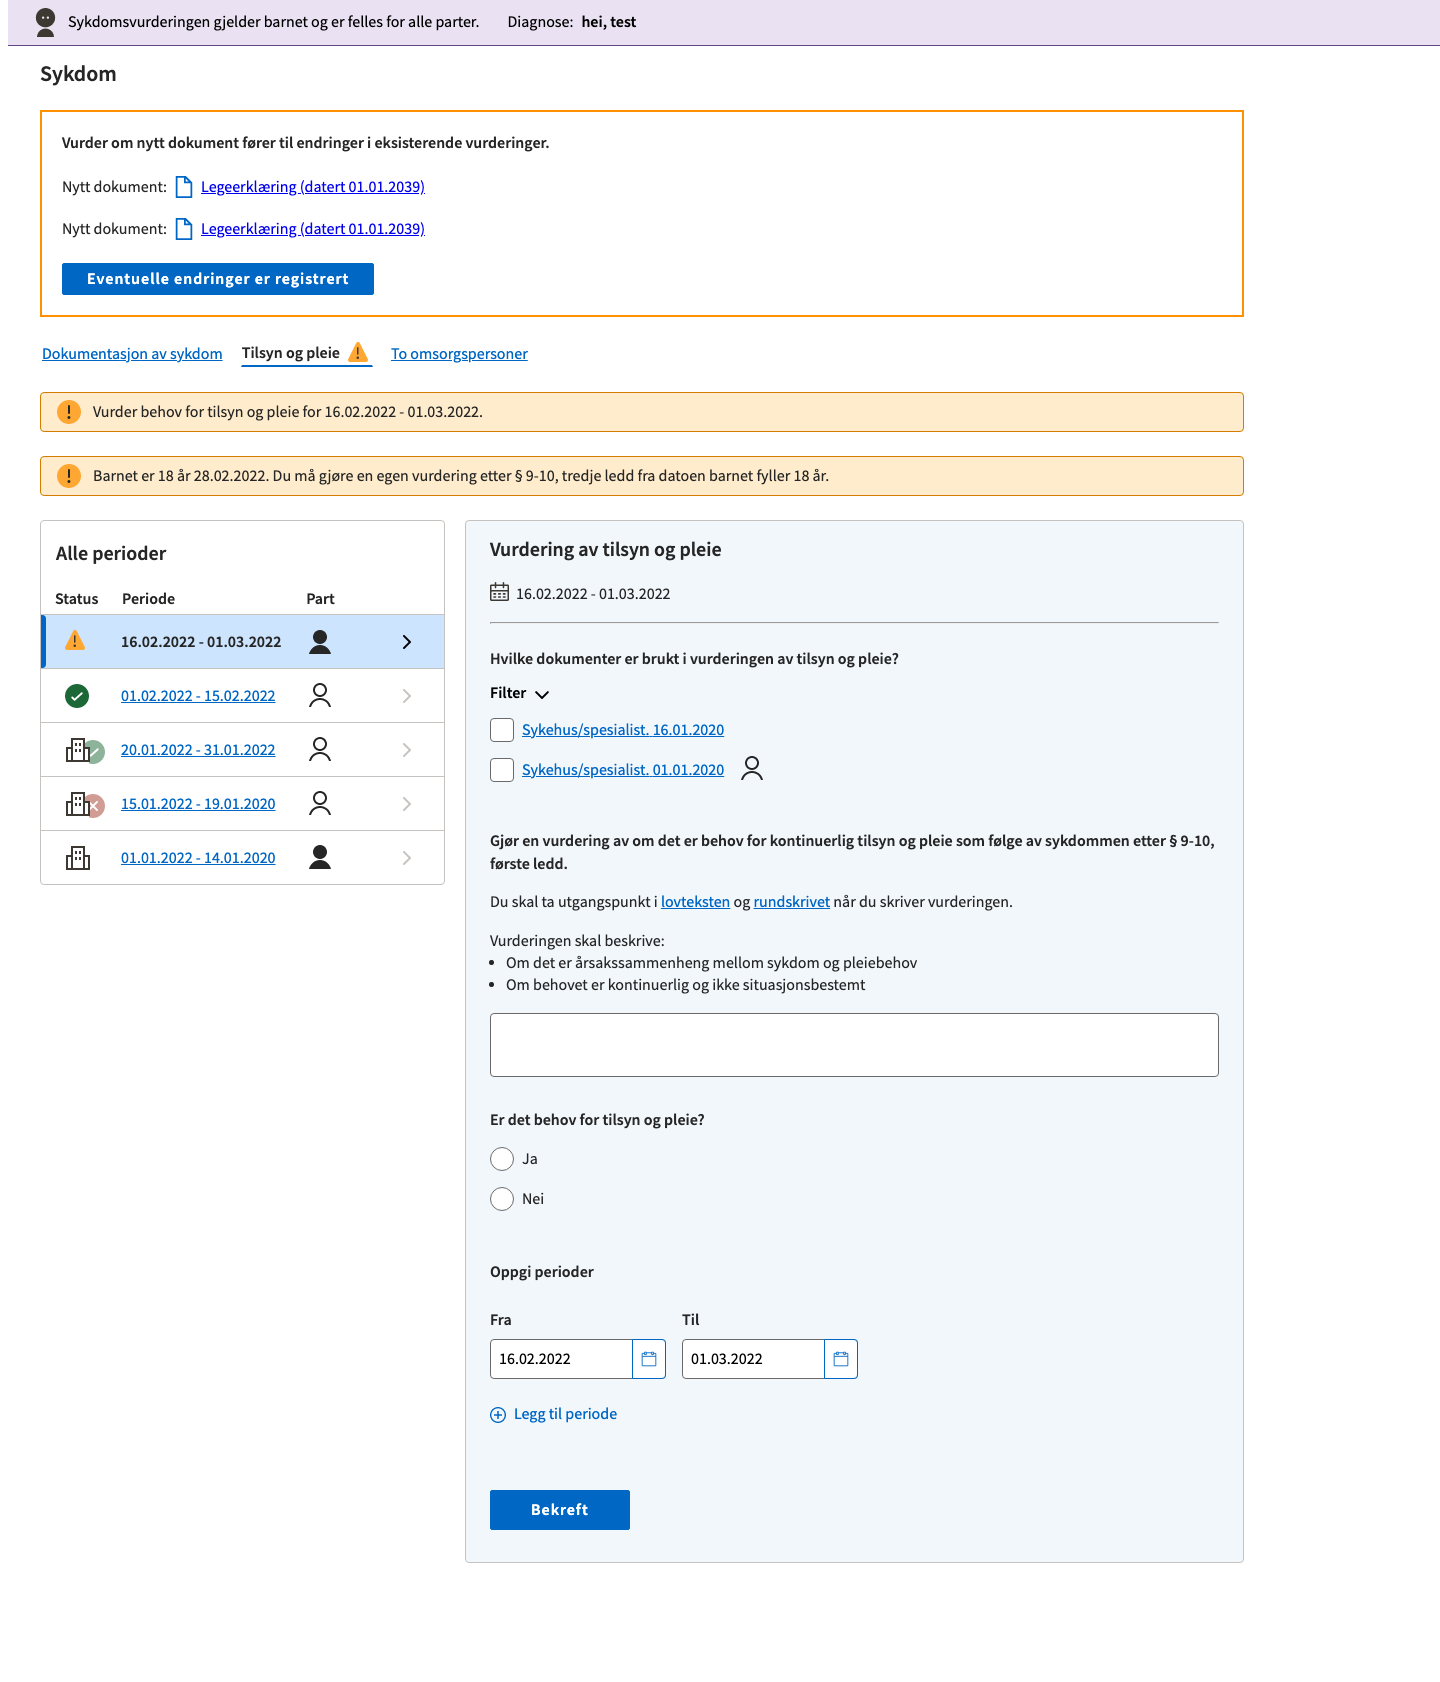 Sykdomsvurderingen gjelder barnet og er felles for alle parter. Diagnose: hei, test
Sykdom
Vurder om nytt dokument fører til endringer i eksisterende vurderinger.
Nytt dokument: Legeerklæring (datert 01.01.2039)
Nytt dokument: Legeerklæring (datert 01.01.2039)
Eventuelle endringer er registrert
Dokumentasjon av sykdom Tilsyn og pleie To omsorgspersoner
Vurder behov for tilsyn og pleie for 16.02.2022 - 01.03.2022.
Barnet er 18 år 28.02.2022. Du må gjøre en egen vurdering etter § 9-10, tredje ledd fra datoen barnet fyller 18 år.
Alle perioder
Status Periode Part
16.02.2022 - 01.03.2022
01.02.2022 - 15.02.2022
20.01.2022 - 31.01.2022
15.01.2022 - 19.01.2020
01.01.2022 - 14.01.2020
Vurdering av tilsyn og pleie
16.02.2022 - 01.03.2022
Hvilke dokumenter er brukt i vurderingen av tilsyn og pleie?
Filter
Sykehus/spesialist. 16.01.2020
Sykehus/spesialist. 01.01.2020
Gjør en vurdering av om det er behov for kontinuerlig tilsyn og pleie som følge av sykdommen etter § 9-10,
første ledd.
Du skal ta utgangspunkt i lovteksten og rundskrivet når du skriver vurderingen.
Vurderingen skal beskrive:
• Om det er årsakssammenheng mellom sykdom og pleiebehov
• Om behovet er kontinuerlig og ikke situasjonsbestemt
Er det behov for tilsyn og pleie?
Ja
Nei
Oppgi perioder
Fra Til
16.02.2022 01.03.2022
Legg til periode
Bekreft